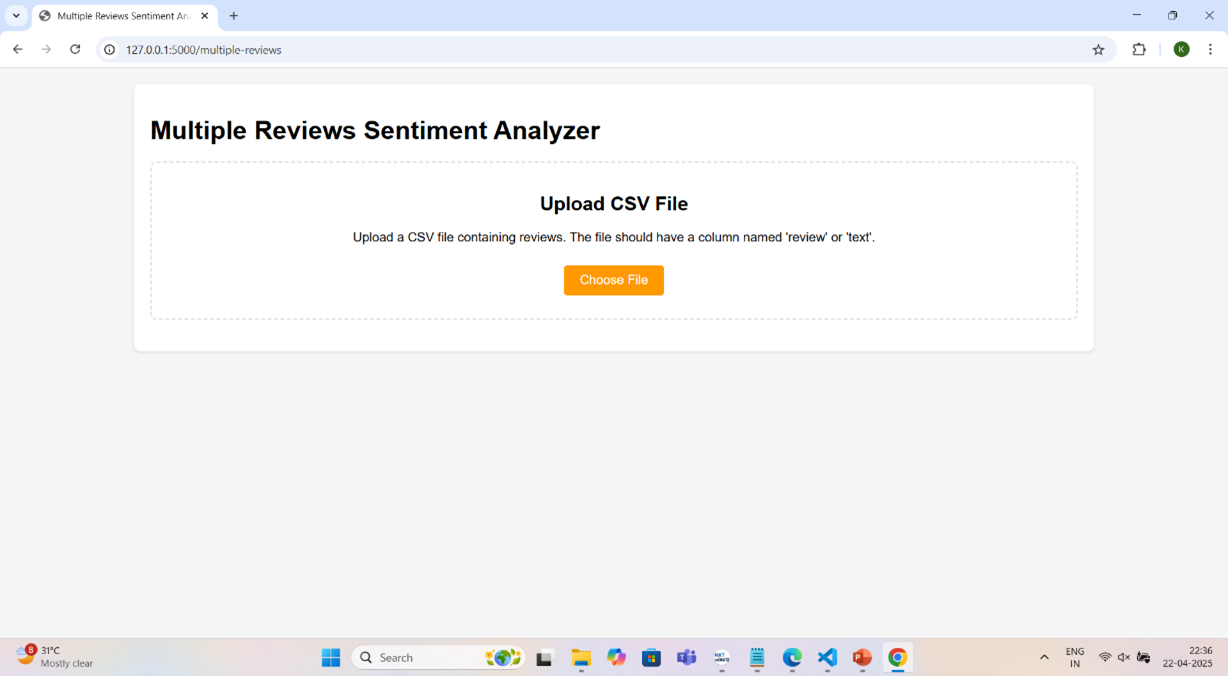 Multiple Reviews Sentiment An
127.0.0.1:5000/multiple-reviews
K
Multiple Reviews Sentiment Analyzer
Upload CSV File
Upload a CSV file containing reviews. The file should have a column named 'review' or 'text'.
Choose File
8
31°C
Mostly clear
Search
ENG
IN
22:36
22-04-2025